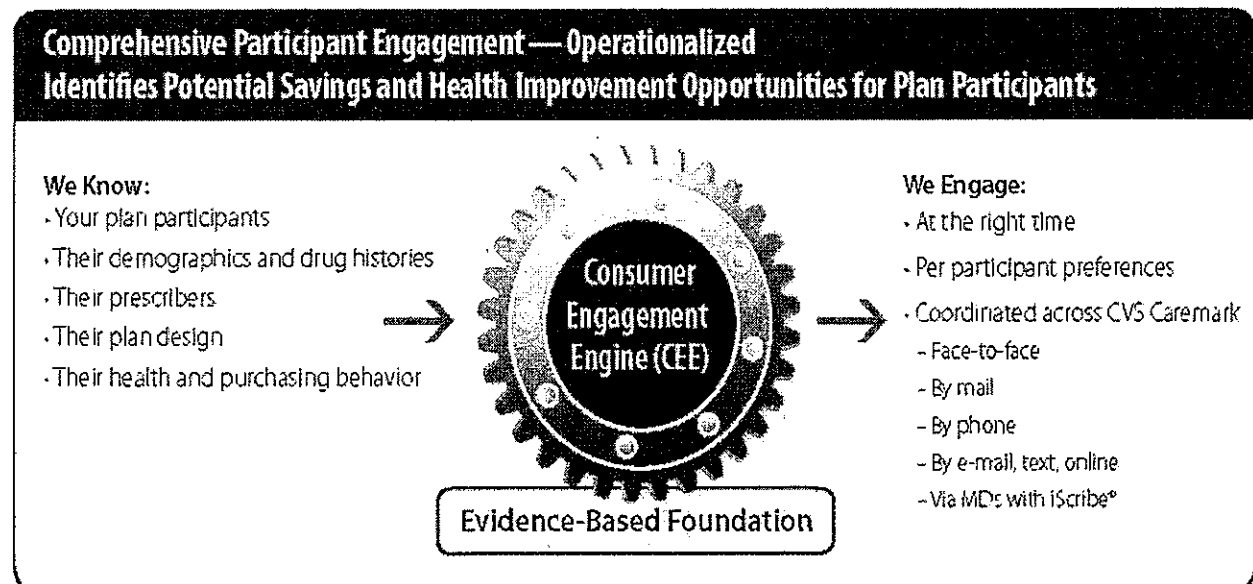 Comprehensive Participant Engagement — Operationalized
Identifies Potential Savings and Health Improvement Opportunities for Plan Participants
We Know:
• Your plan participants
• Their demographics and drug histories
• Their prescribers
• Their plan design
• Their health and purchasing behavior
Consumer
Engagement
Engine (CEE)
Evidence-Based Foundation
We Engage:
• At the right time
• Per participant preferences
• Coordinated across CVS Caremark
– Face-to-face
– By mail
– By phone
– By e-mail, text, online
– Via MDs with iScribe®